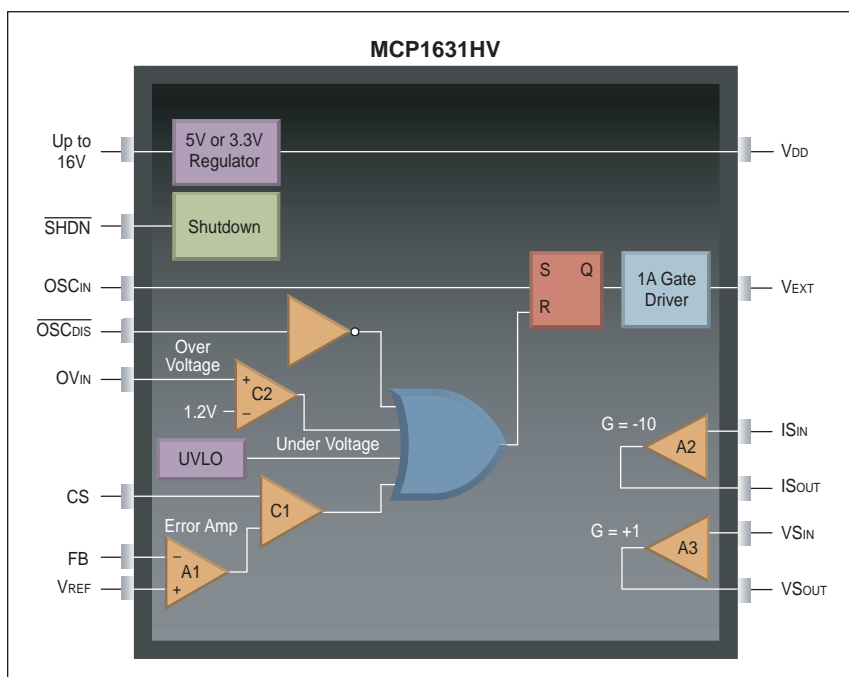 MCP1631HV
Up to
16V
5V or 3.3V
Regulator
VDD
SHDN
Shutdown
OSCIN
S Q
R
1A Gate
Driver
VEXT
OSCDIS
Over
Voltage
OVIN
+
C2
1.2V
−
G = -10
A2
ISIN
ISOUT
Under Voltage
UVLO
CS
C1
Error Amp
G = +1
A3
VSIN
VSOUT
FB
−
A1
VREF
+